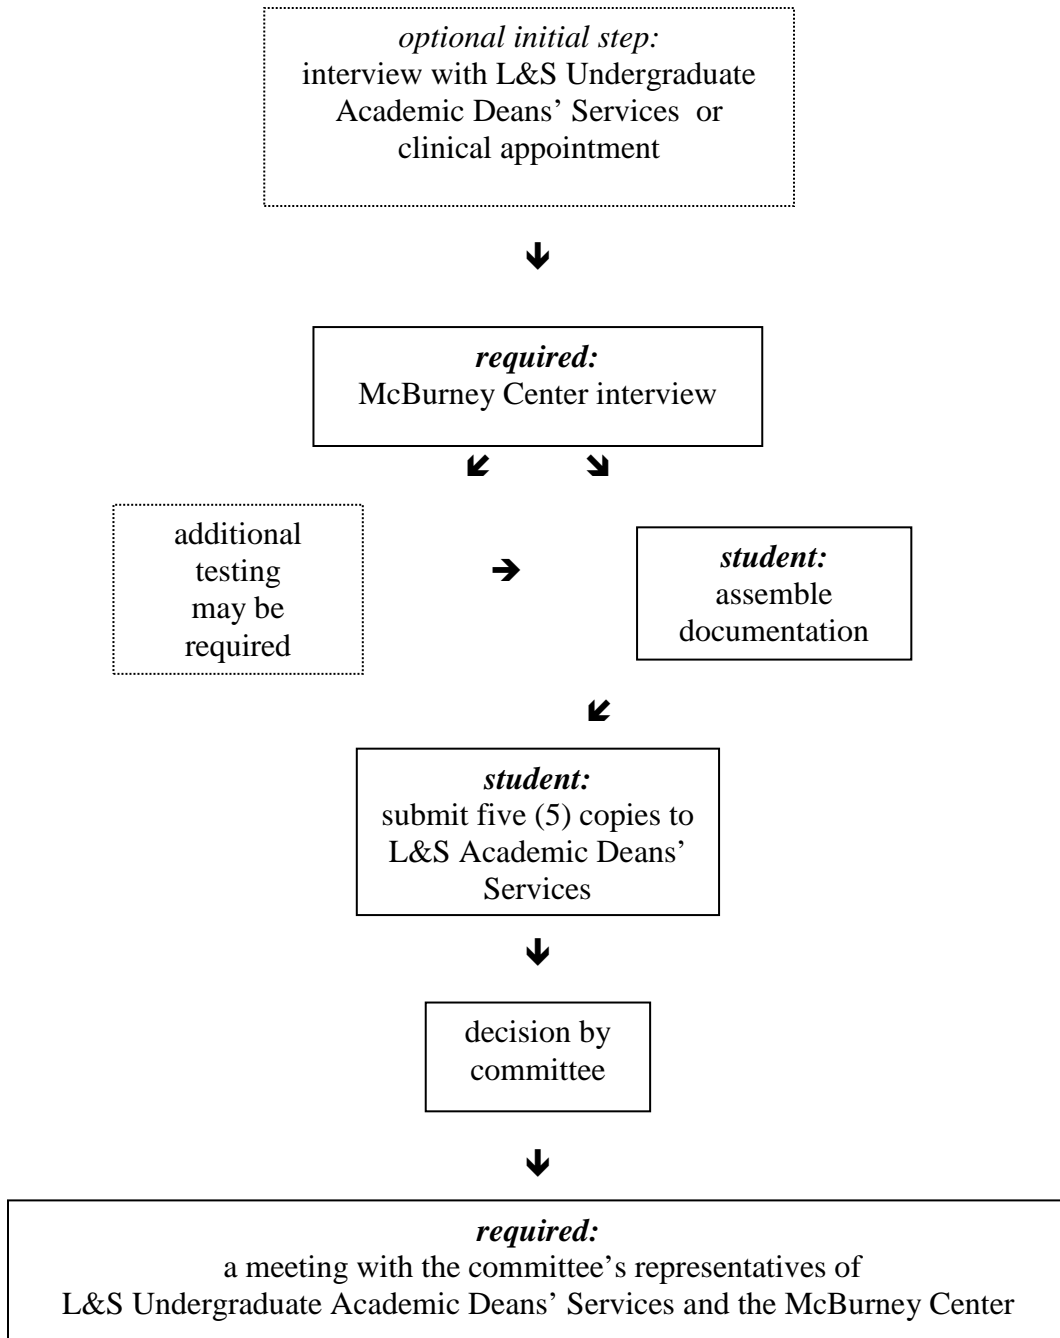 optional initial step:
interview with L&S Undergraduate
Academic Deans’ Services or
clinical appointment
required:
McBurney Center interview
additional
testing
may be
required
student:
assemble
documentation
student:
submit five (5) copies to
L&S Academic Deans’
Services
decision by
committee
required:
a meeting with the committee’s representatives of
L&S Undergraduate Academic Deans’ Services and the McBurney Center